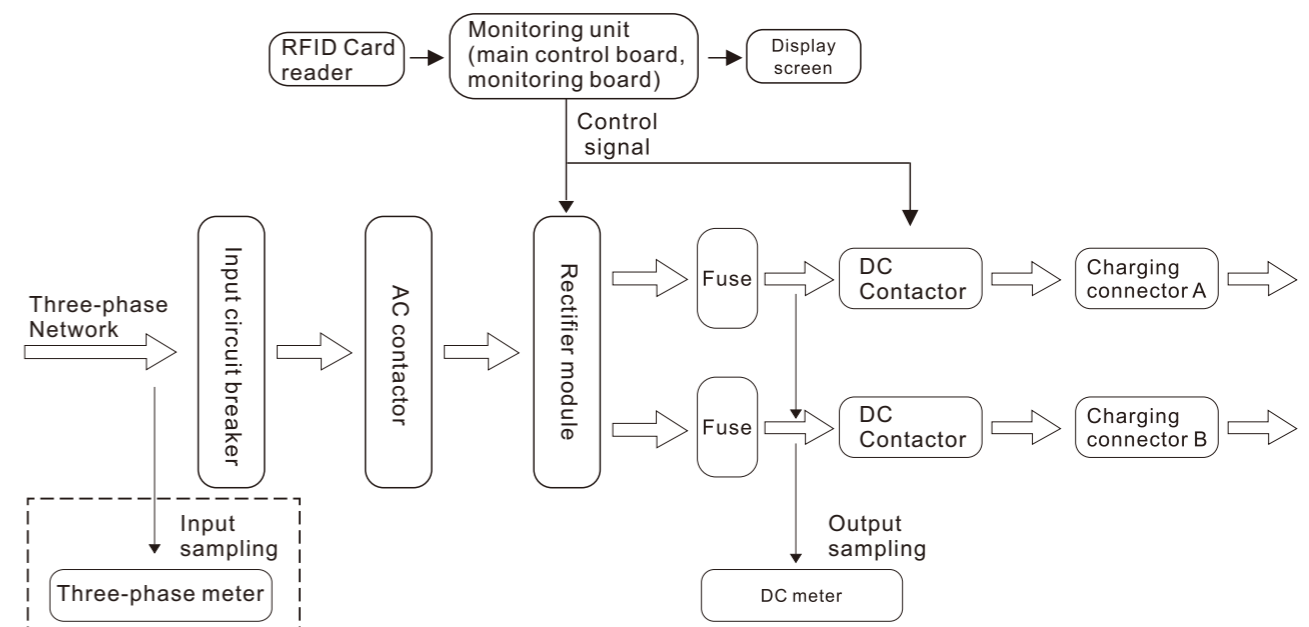 RFID Card
reader
Monitoring unit
(main control board,
monitoring board)
Display
screen
Control
signal
Three-phase
Network
Input circuit breaker
AC contactor
Rectifier module
Fuse
DC
Contactor
Charging
connector A
Fuse
DC
Contactor
Charging
connector B
Input
sampling
Three-phase meter
Output
sampling
DC meter